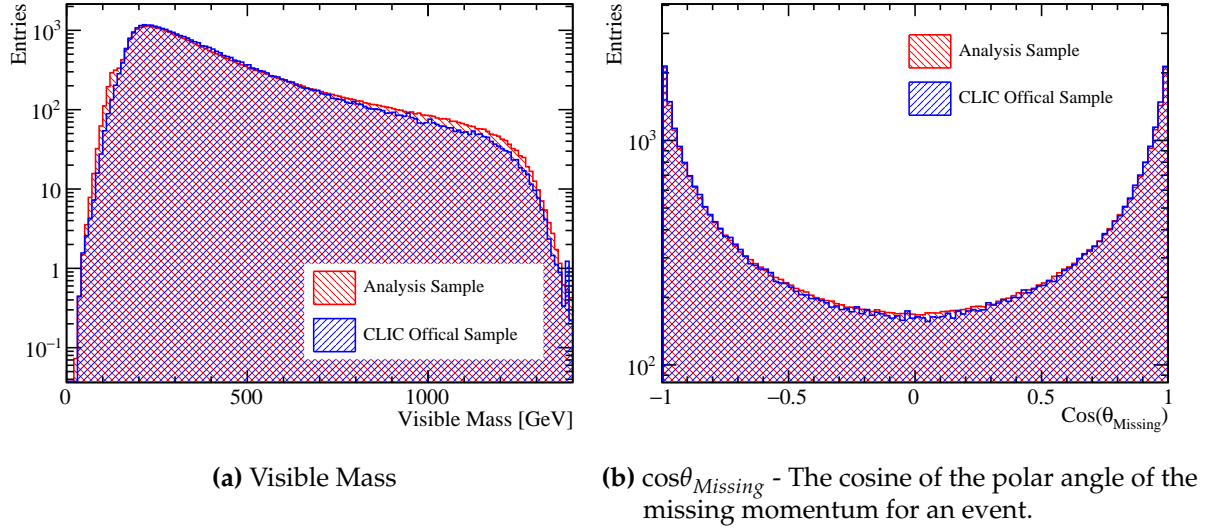 Entries
10³
10²
10
1
10⁻¹
Analysis Sample
CLIC Offical Sample
0 500 1000
Visible Mass [GeV]
(a) Visible Mass
Entries
10³
10²
Analysis Sample
CLIC Offical Sample
−1 −0.5 0 0.5 1
Cos(θ_Missing)
(b) cosθ_Missing - The cosine of the polar angle of the
missing momentum for an event.